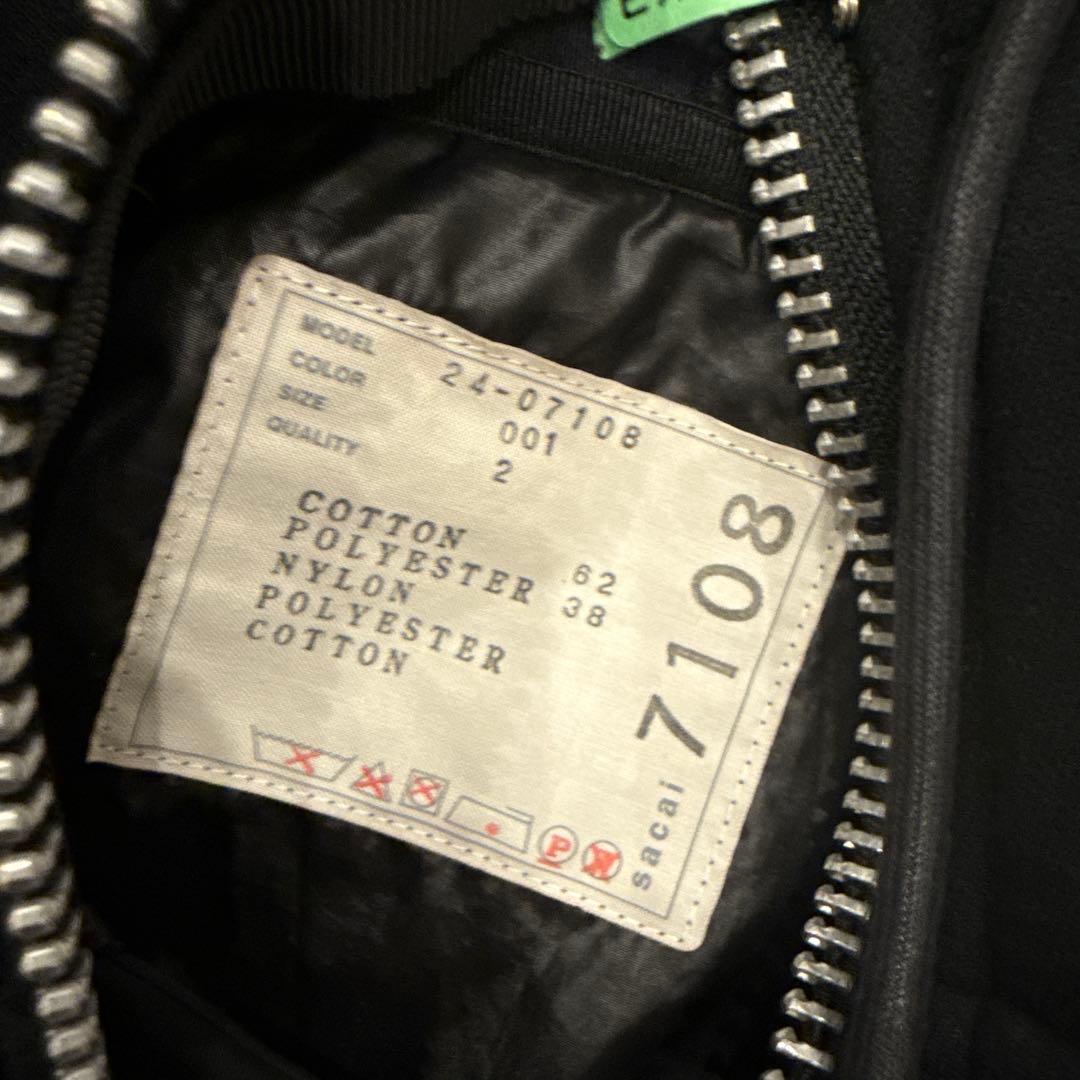 MODEL 24-07108
COLOR 001
SIZE 2
QUALITY
COTTON 62
POLYESTER 38
NYLON
POLYESTER
COTTON
P
sacai 7108